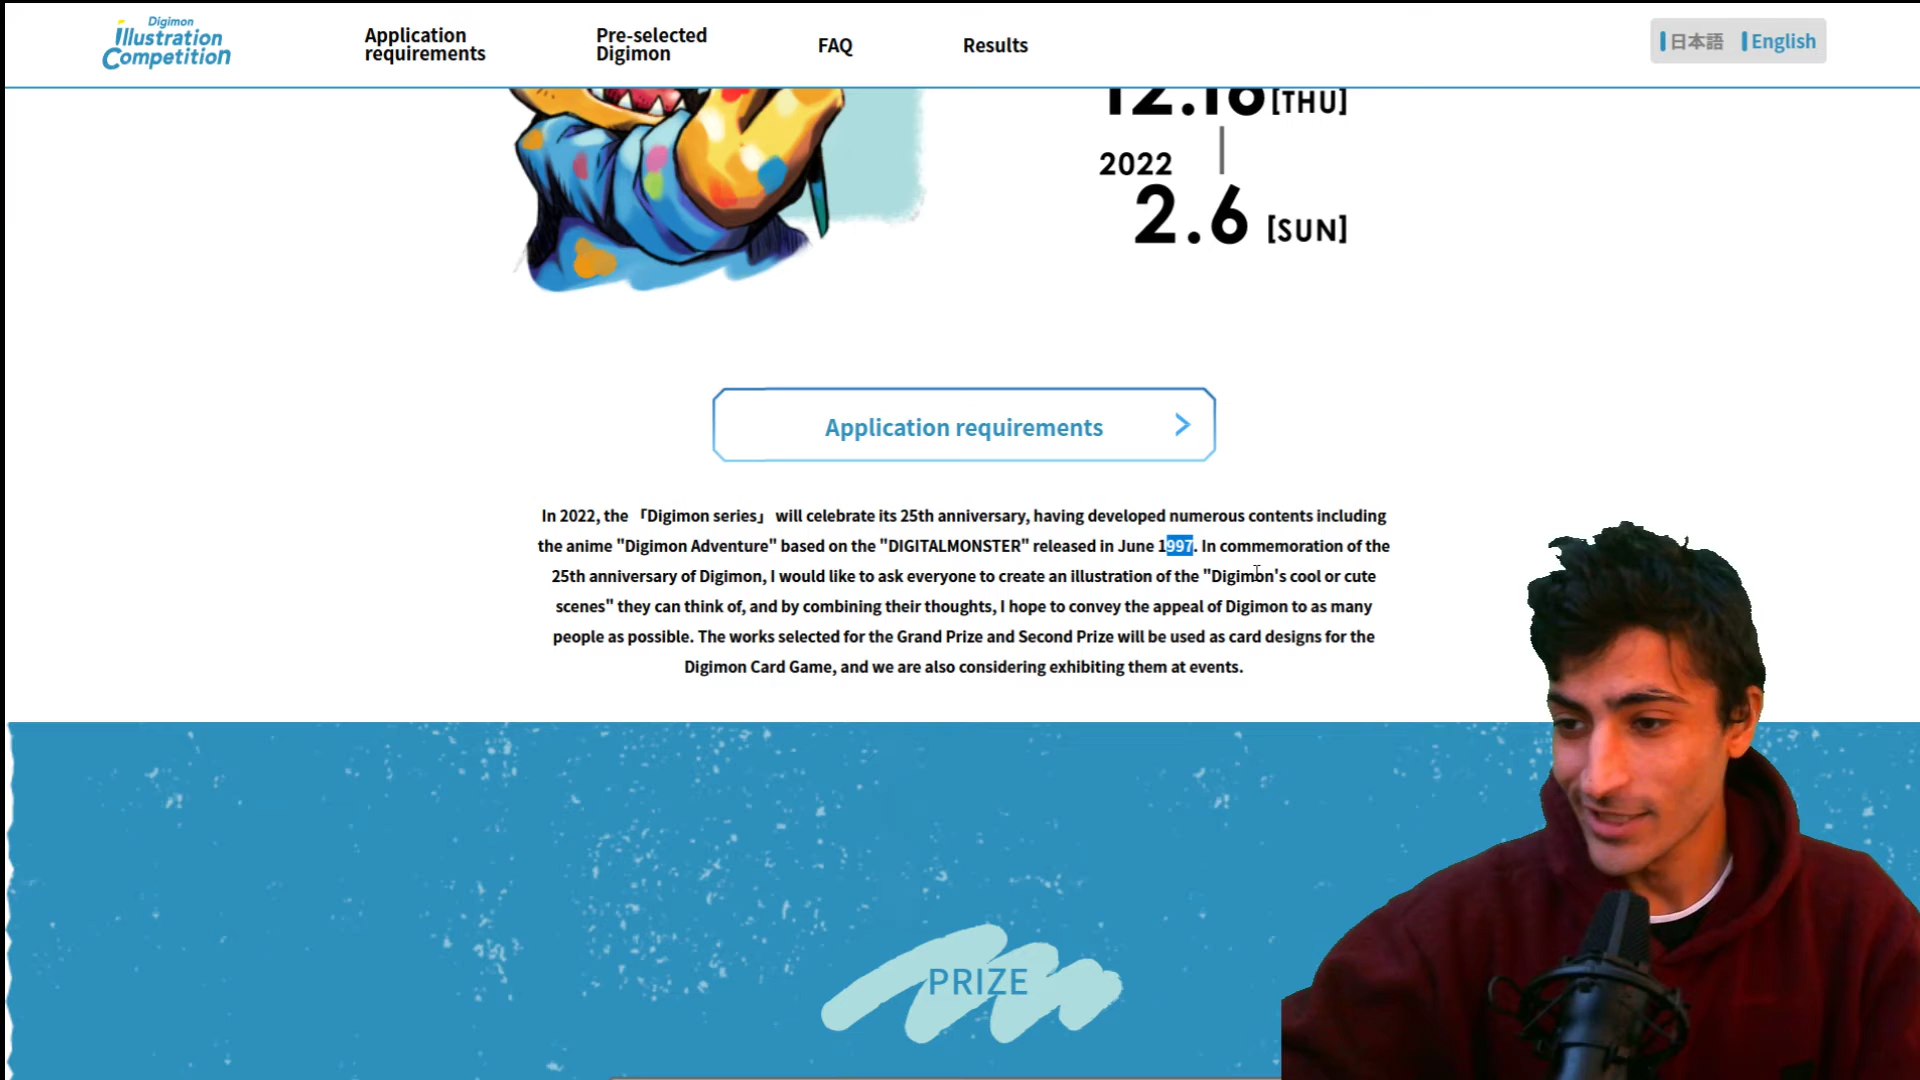 Digimon
illustration
Competition
Application
requirements
Pre-selected
Digimon
FAQ
Results
日本語
English
12.16 [THU]
2022
2.6 [SUN]
Application requirements
In 2022, the 「Digimon series」 will celebrate its 25th anniversary, having developed numerous contents including
the anime "Digimon Adventure" based on the "DIGITALMONSTER" released in June 1997. In commemoration of the
25th anniversary of Digimon, I would like to ask everyone to create an illustration of the "Digimon's cool or cute
scenes" they can think of, and by combining their thoughts, I hope to convey the appeal of Digimon to as many
people as possible. The works selected for the Grand Prize and Second Prize will be used as card designs for the
Digimon Card Game, and we are also considering exhibiting them at events.
PRIZE